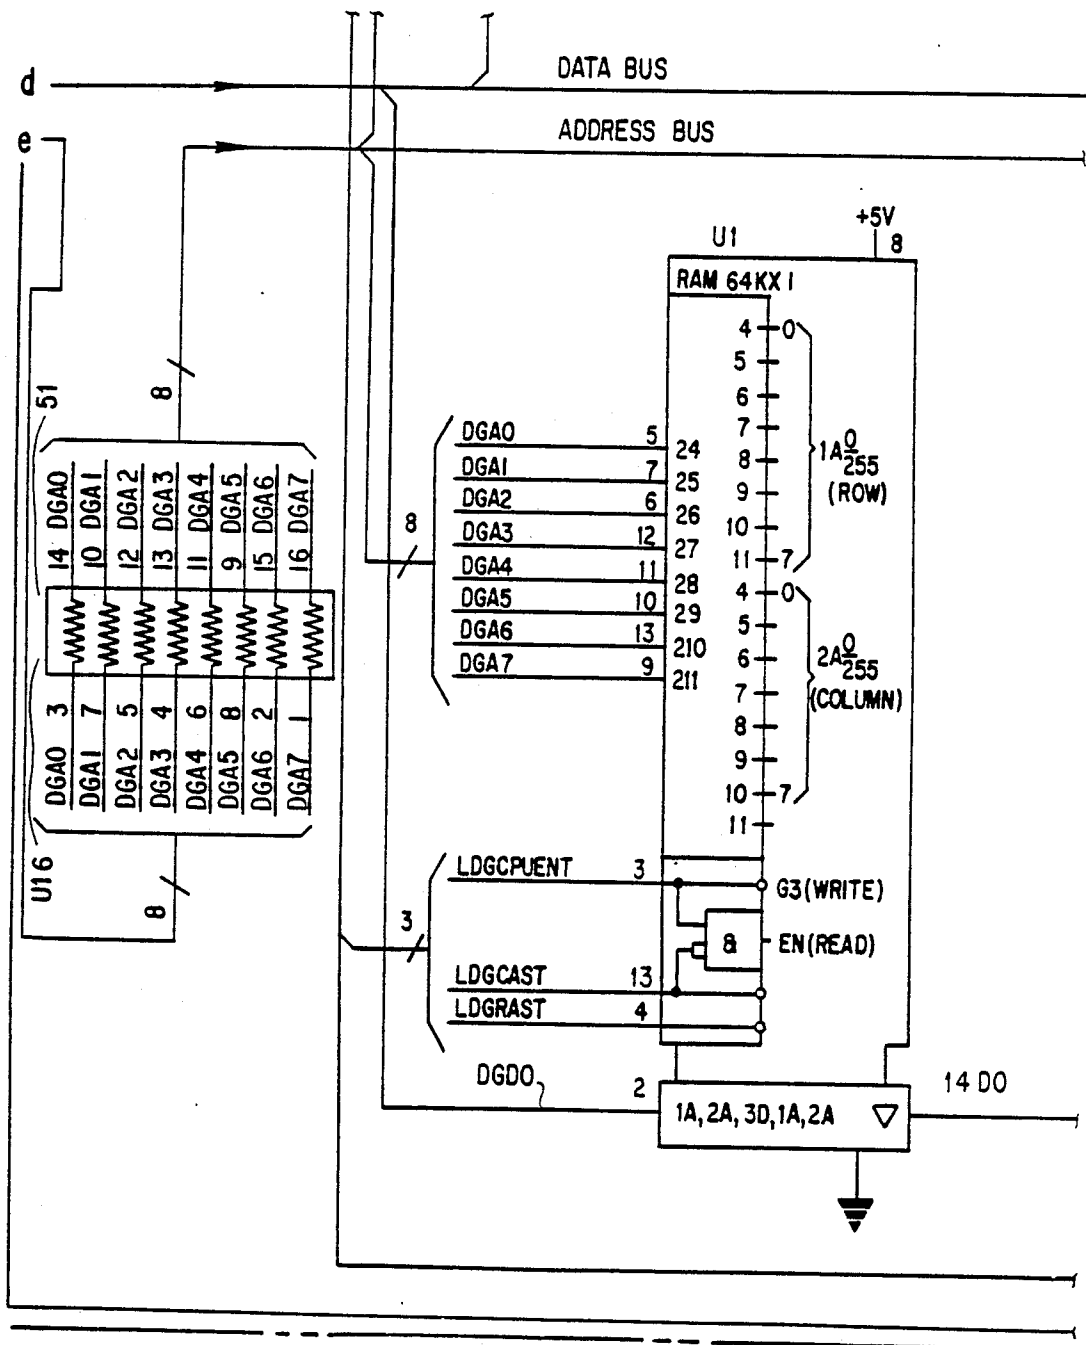 d
DATA BUS
e
ADDRESS BUS
+5V
8
U1
RAM 64KX1
4 0
5
6
7
8
9
10
11 7
1A 0/255
(ROW)
4 0
5
6
7
8
9
10 7
11
2A 0/255
(COLUMN)
51
8
14 DGA0
10 DGA1
12 DGA2
13 DGA3
11 DGA4
9 DGA5
15 DGA6
16 DGA7
DGA0 3
DGA1 7
DGA2 5
DGA3 4
DGA4 6
DGA5 8
DGA6 2
DGA7 1
U16
8
8
DGA0 5 24
DGA1 7 25
DGA2 6 26
DGA3 12 27
DGA4 11 28
DGA5 10 29
DGA6 13 210
DGA7 9 211
3
LDGCPUENT 3
G3(WRITE)
&
EN(READ)
LDGCAST 13
LDGRAST 4
DGD0
2
1A, 2A, 3D, 1A, 2A
14 D0